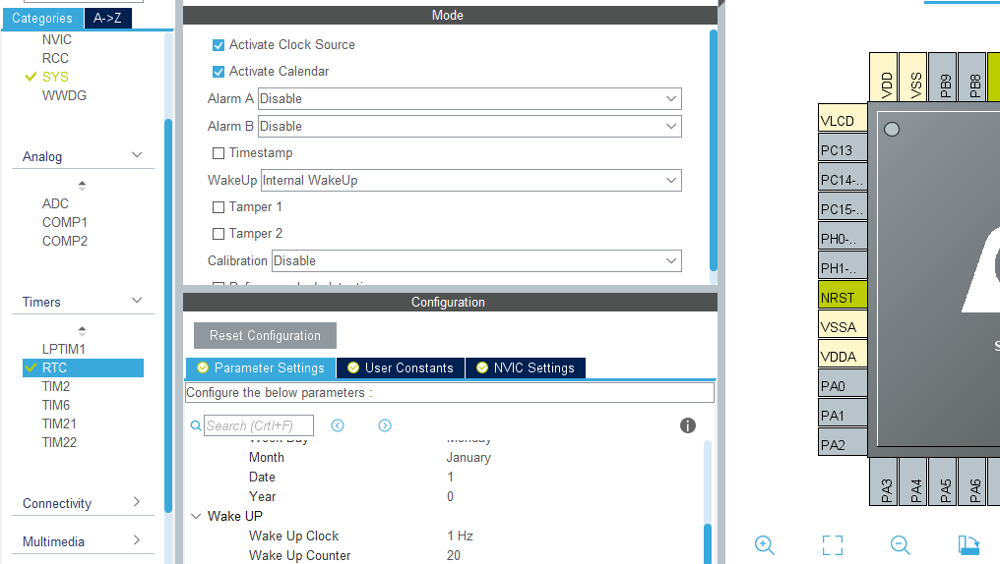 Categories A->Z
NVIC
RCC
SYS
WWDG
Analog
ADC
COMP1
COMP2
Timers
LPTIM1
RTC
TIM2
TIM6
TIM21
TIM22
Connectivity
Multimedia
Mode
Activate Clock Source
Activate Calendar
Alarm A Disable
Alarm B Disable
Timestamp
WakeUp Internal WakeUp
Tamper 1
Tamper 2
Calibration Disable
Configuration
Reset Configuration
Parameter Settings User Constants NVIC Settings
Configure the below parameters :
Search (Crtl+F)
Week Day Monday
Month January
Date 1
Year 0
Wake UP
Wake Up Clock 1 Hz
Wake Up Counter 20
VDD VSS PB9 PB8
VLCD
PC13
PC14-..
PC15-..
PH0-..
PH1-..
NRST
VSSA
VDDA
PA0
PA1
PA2
PA3 PA4 PA5 PA6